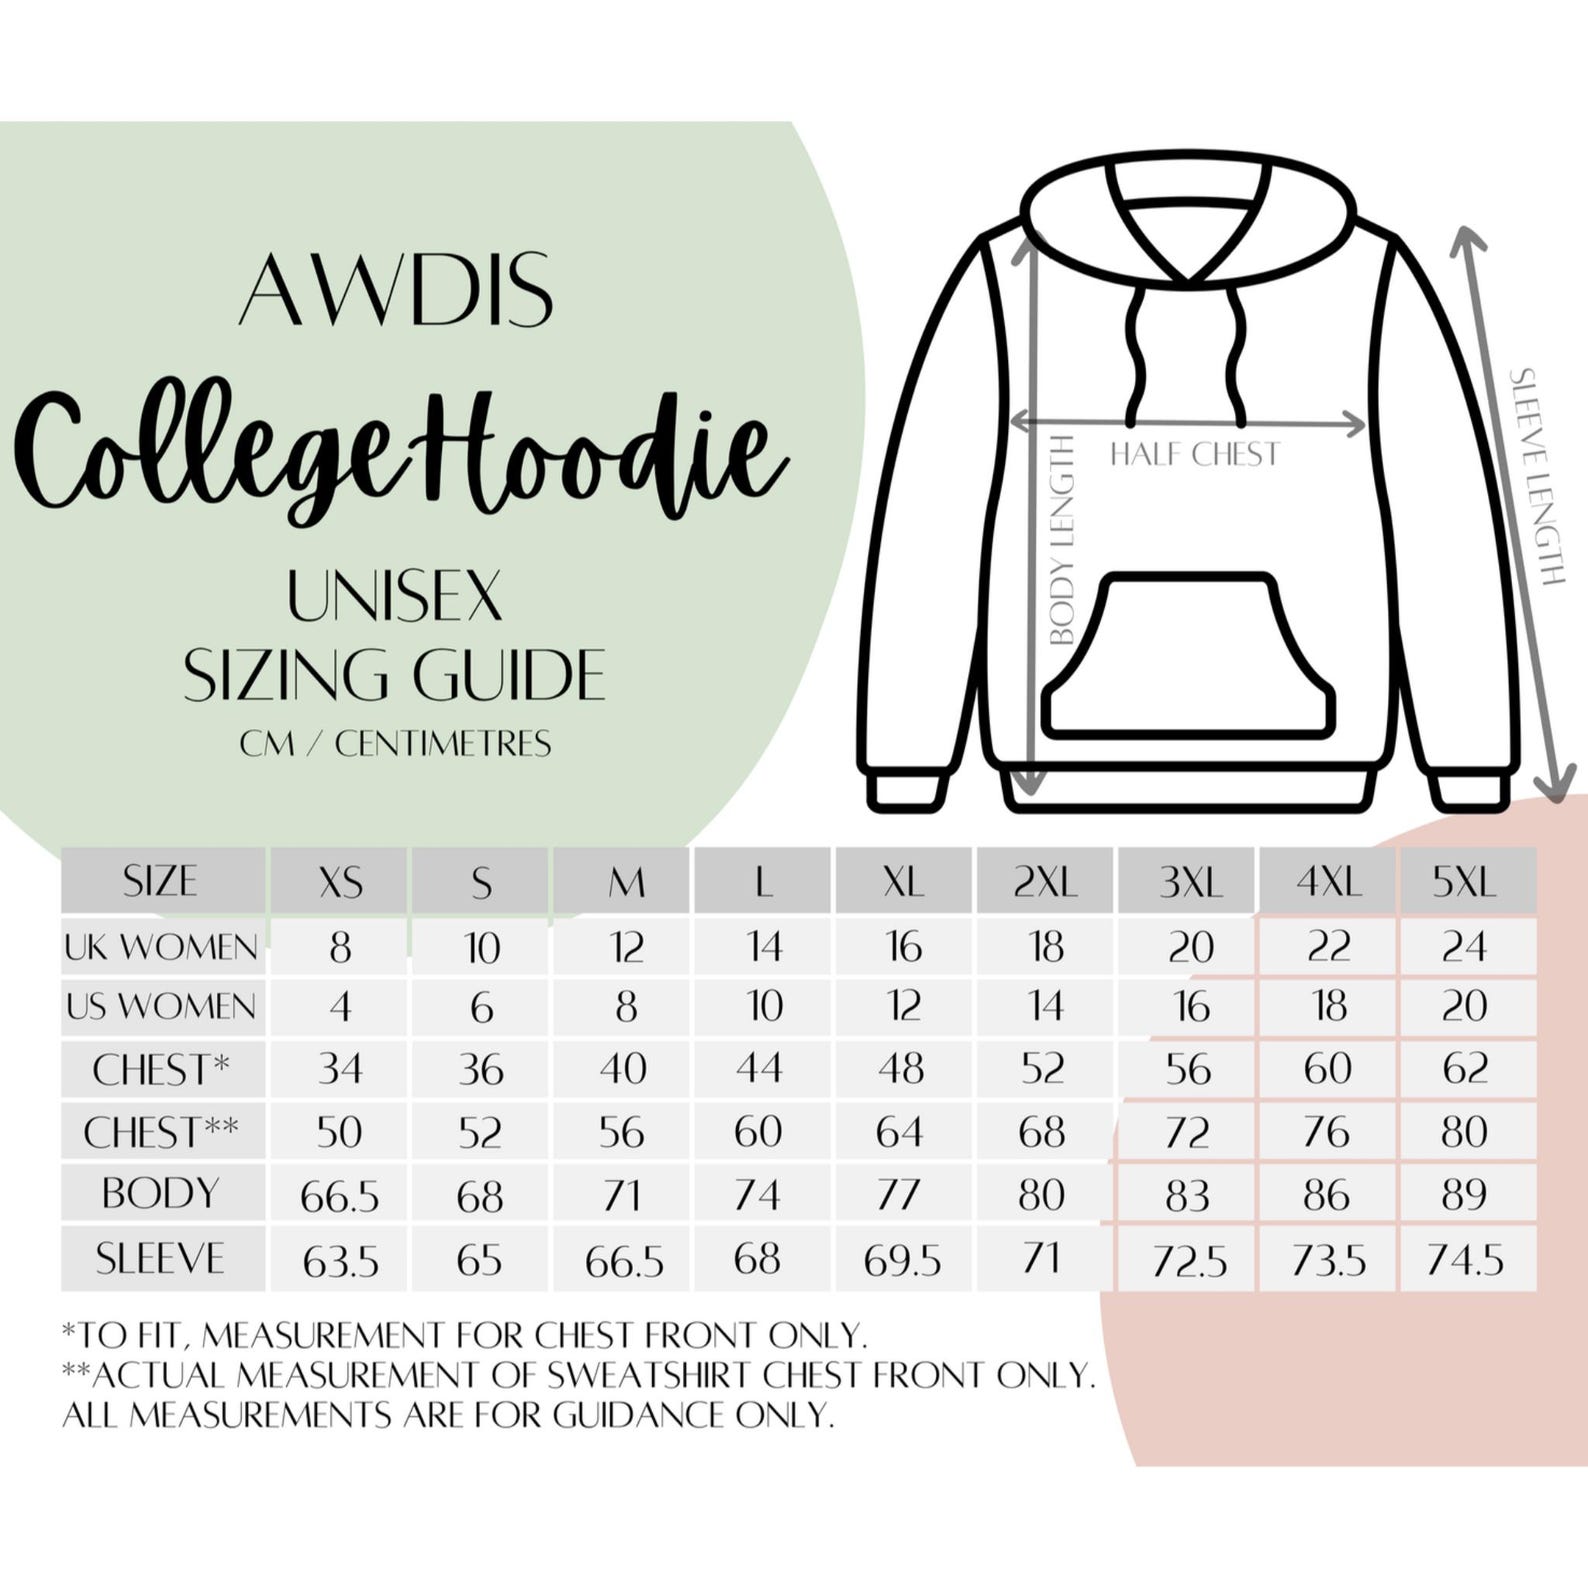 AWDIS
College Hoodie
UNISEX
SIZING GUIDE
CM / CENTIMETRES
HALF CHEST
BODY LENGTH
SLEEVE LENGTH
SIZE XS S M L XL 2XL 3XL 4XL 5XL
UK WOMEN 8 10 12 14 16 18 20 22 24
US WOMEN 4 6 8 10 12 14 16 18 20
CHEST* 34 36 40 44 48 52 56 60 62
CHEST** 50 52 56 60 64 68 72 76 80
BODY 66.5 68 71 74 77 80 83 86 89
SLEEVE 63.5 65 66.5 68 69.5 71 72.5 73.5 74.5
*TO FIT, MEASUREMENT FOR CHEST FRONT ONLY.
**ACTUAL MEASUREMENT OF SWEATSHIRT CHEST FRONT ONLY.
ALL MEASUREMENTS ARE FOR GUIDANCE ONLY.